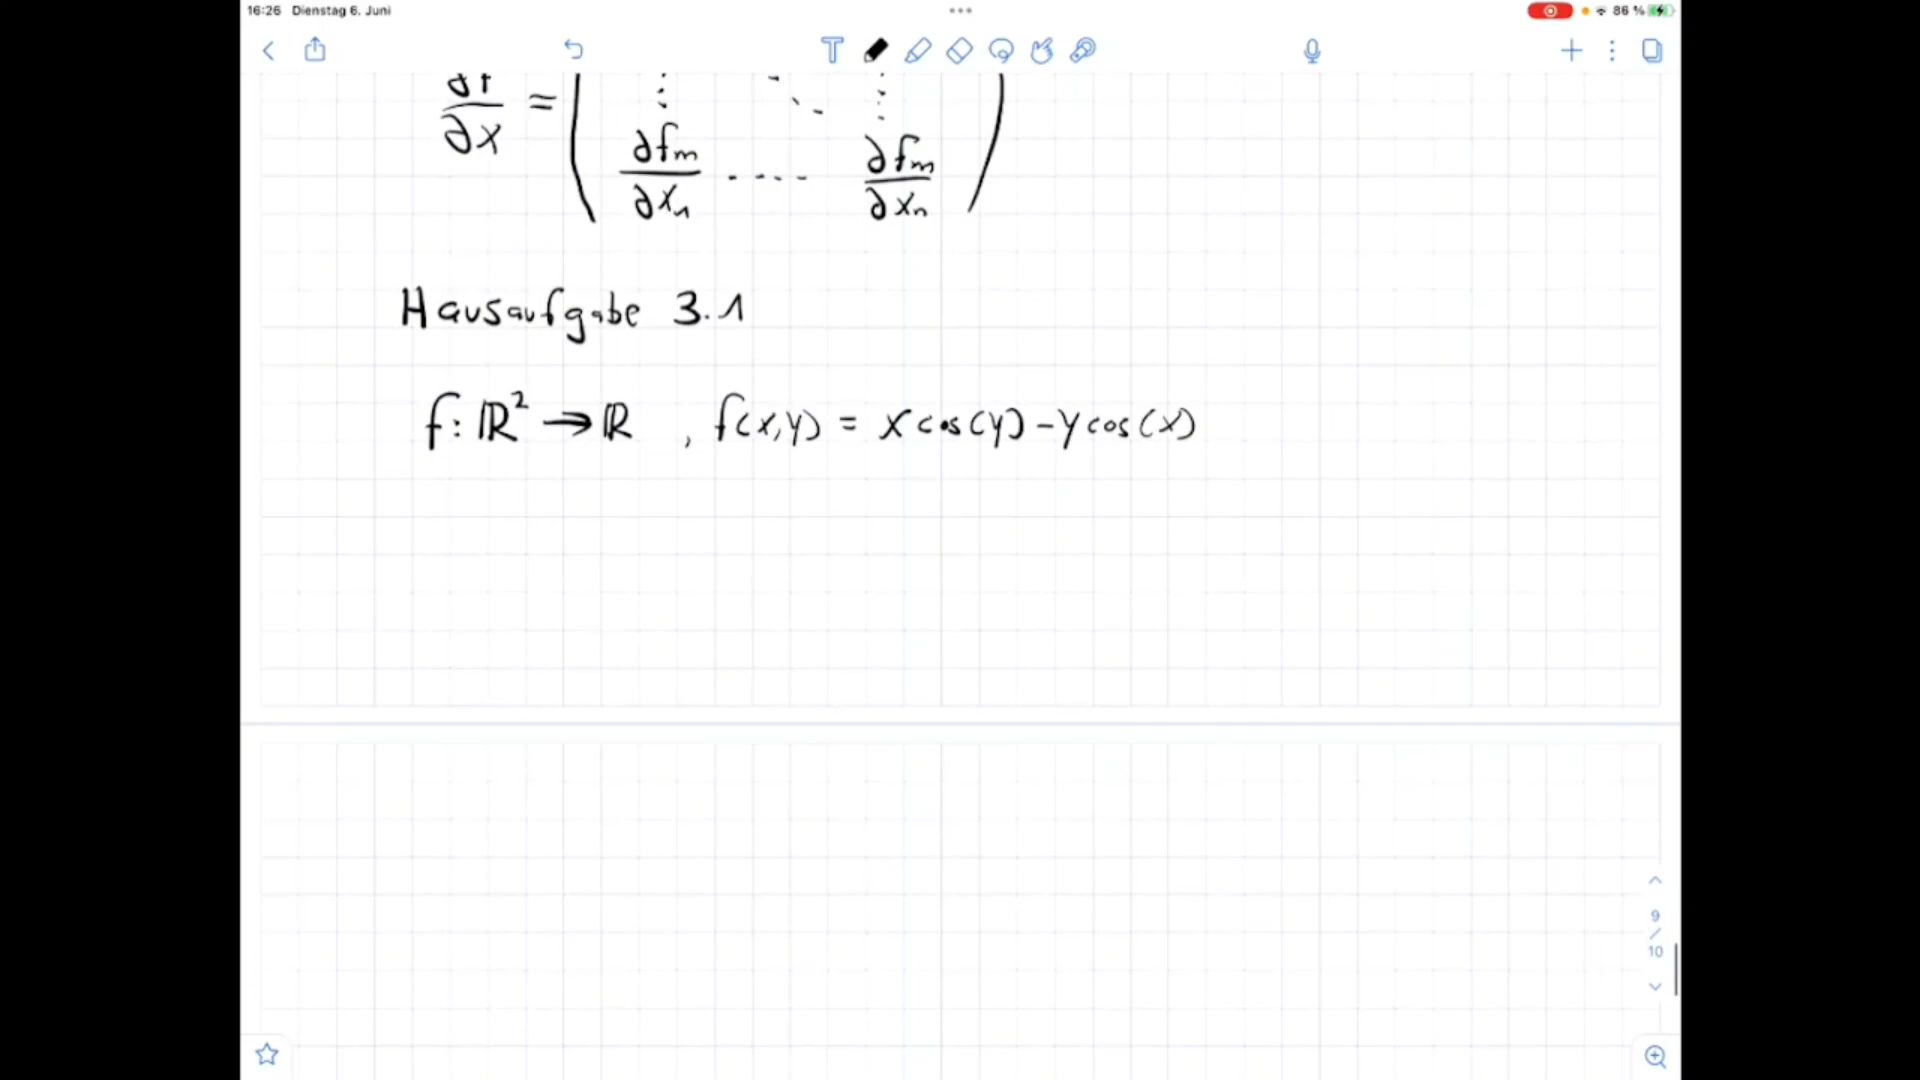 16:26 Dienstag 6. Juni
86 %
∂f/∂x = ( ⋮ ⋱ ⋮
∂fm/∂x1 .... ∂fm/∂xn )
Hausaufgabe 3.1
f: ℝ² → ℝ , f(x,y) = x cos(y) - y cos(x)
9
/
10